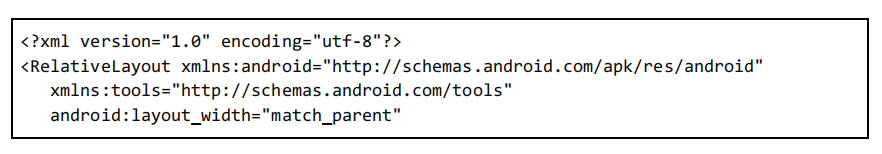 <?xml version="1.0" encoding="utf-8"?>
<RelativeLayout xmlns:android="http://schemas.android.com/apk/res/android"
xmlns:tools="http://schemas.android.com/tools"
android:layout_width="match_parent"